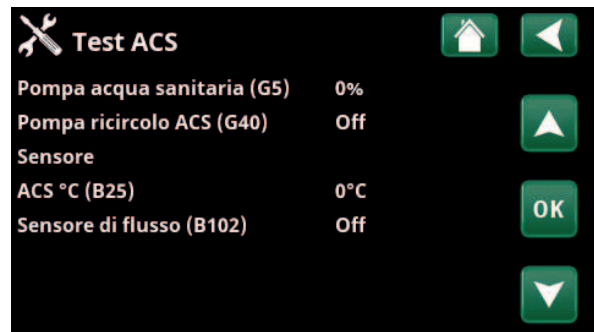 Test ACS
Pompa acqua sanitaria (G5) 0%
Pompa ricircolo ACS (G40) Off
Sensore
ACS °C (B25) 0°C
OK
Sensore di flusso (B102) Off